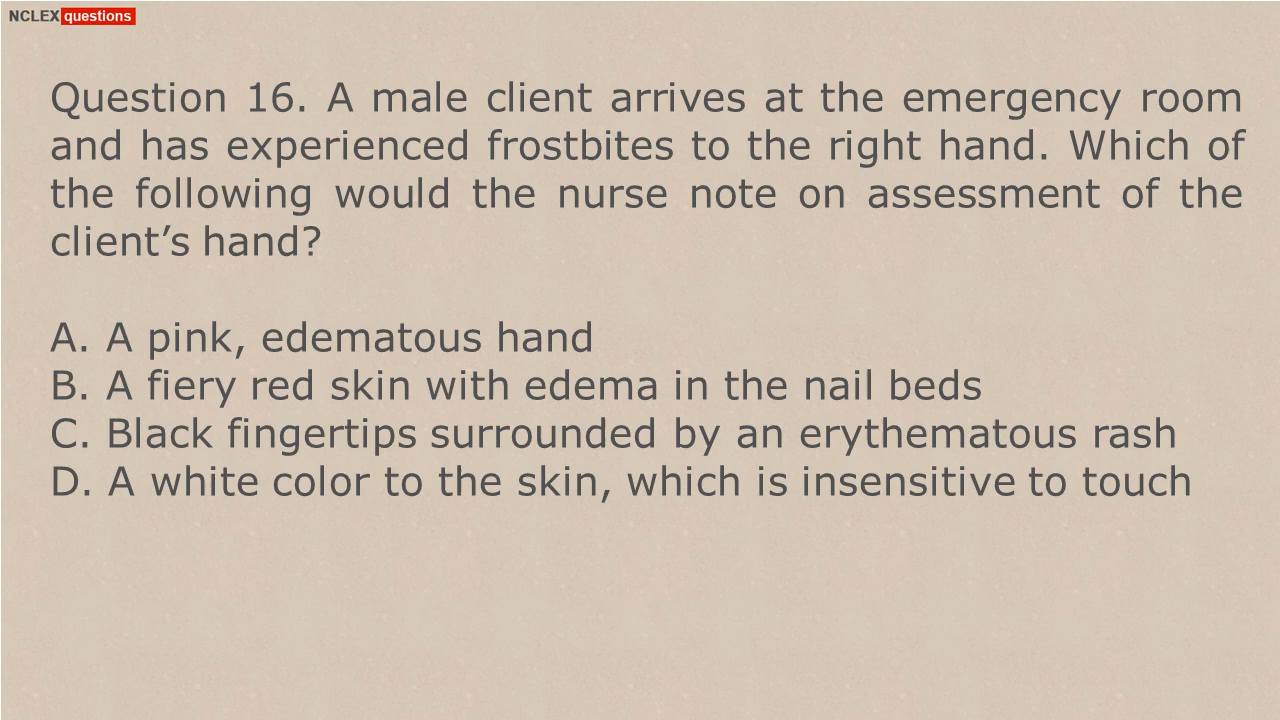 NCLEX questions
Question 16. A male client arrives at the emergency room
and has experienced frostbites to the right hand. Which of
the following would the nurse note on assessment of the
client’s hand?
A. A pink, edematous hand
B. A fiery red skin with edema in the nail beds
C. Black fingertips surrounded by an erythematous rash
D. A white color to the skin, which is insensitive to touch